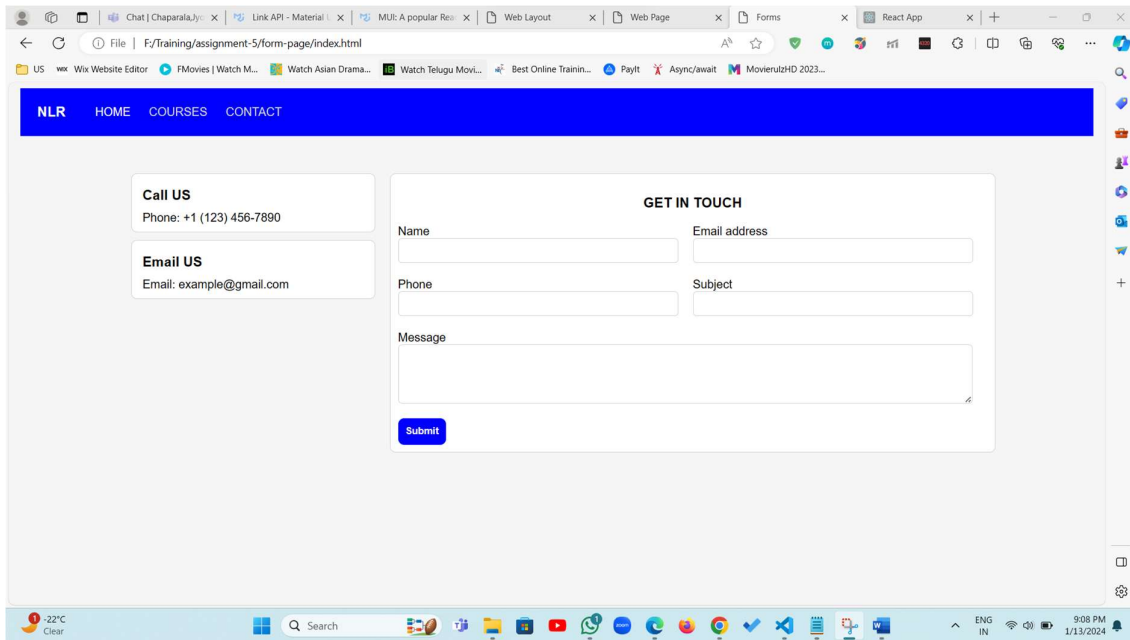 Chat | Chaparala,Jyo
Link API - Material
MUI: A popular Rea
Web Layout
Web Page
Forms
React App
File | F:/Training/assignment-5/form-page/index.html
US
WIX Wix Website Editor
FMovies | Watch M...
Watch Asian Drama...
iB Watch Telugu Movi...
Best Online Trainin...
PayIt
Async/await
M MovierulzHD 2023...
NLR HOME COURSES CONTACT
Call US
Phone: +1 (123) 456-7890
Email US
Email: example@gmail.com
GET IN TOUCH
Name
Email address
Phone
Subject
Message
Submit
1
-22°C
Clear
Search
ENG
IN
9:08 PM
1/13/2024